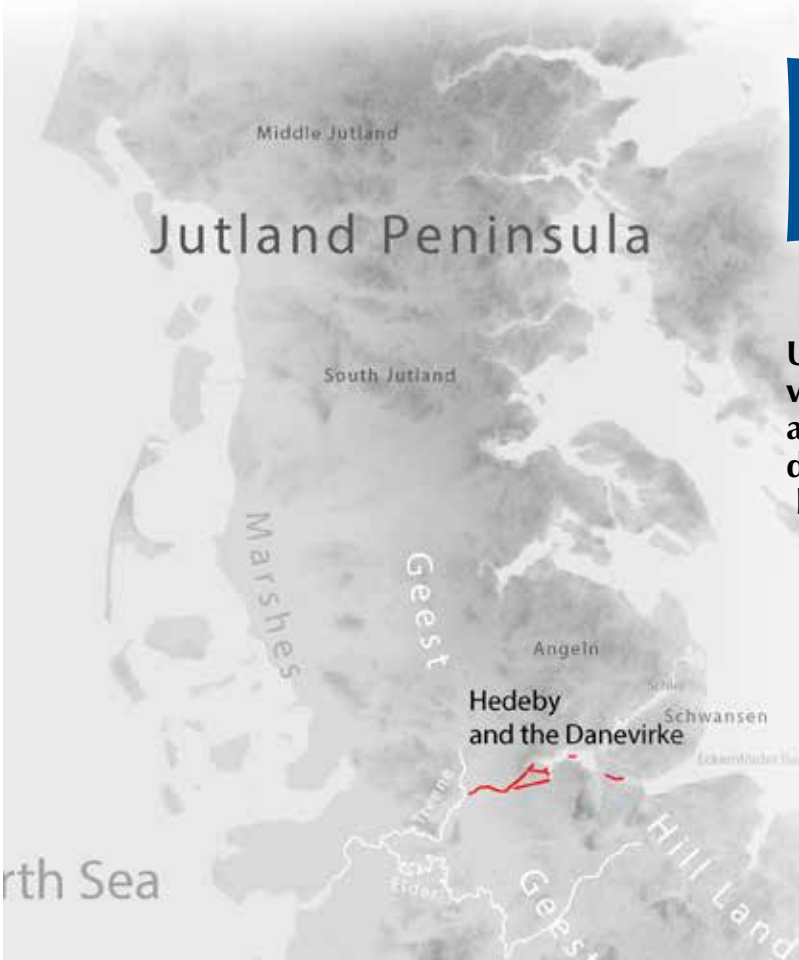 Middle Jutland
Jutland Peninsula
South Jutland
Marshes
Geest
Angeln
Hedeby
and the Danevirke
Schlei
Schwansen
Treene
Eider
rth Sea
Geest
Hill Land